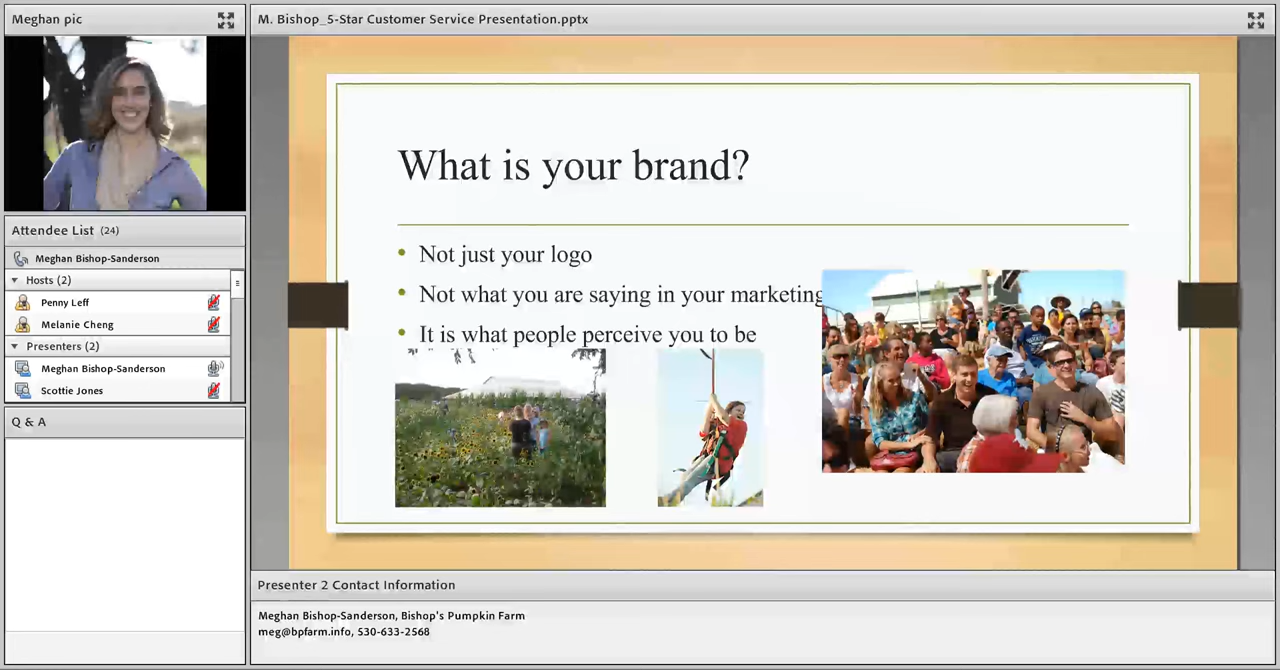 Meghan pic
Attendee List (24)
Meghan Bishop-Sanderson
Hosts (2)
Penny Leff
Melanie Cheng
Presenters (2)
Meghan Bishop-Sanderson
Scottie Jones
Q & A
M. Bishop_5-Star Customer Service Presentation.pptx
What is your brand?
• Not just your logo
• Not what you are saying in your marketing
• It is what people perceive you to be
Presenter 2 Contact Information
Meghan Bishop-Sanderson, Bishop's Pumpkin Farm
meg@bpfarm.info, 530-633-2568